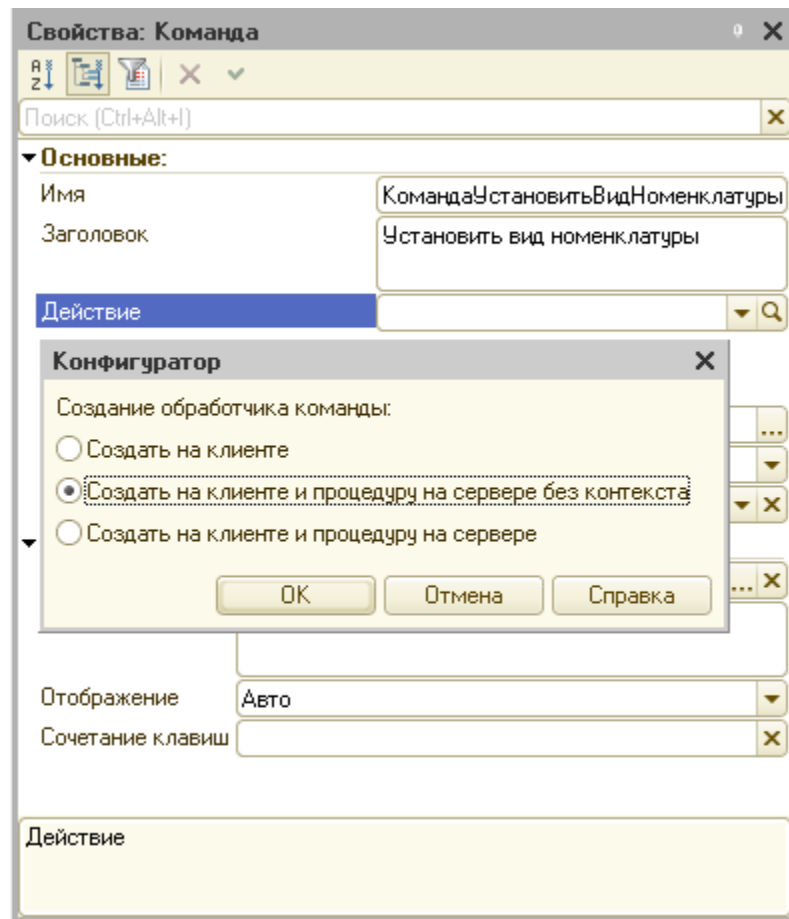 Свойства: Команда
Поиск (Ctrl+Alt+I)
Основные:
Имя
КомандаУстановитьВидНоменклатуры
Заголовок
Установить вид номенклатуры
Действие
Конфигуратор
Создание обработчика команды:
Создать на клиенте
Создать на клиенте и процедуру на сервере без контекста
Создать на клиенте и процедуру на сервере
OK
Отмена
Справка
Отображение
Авто
Сочетание клавиш
Действие